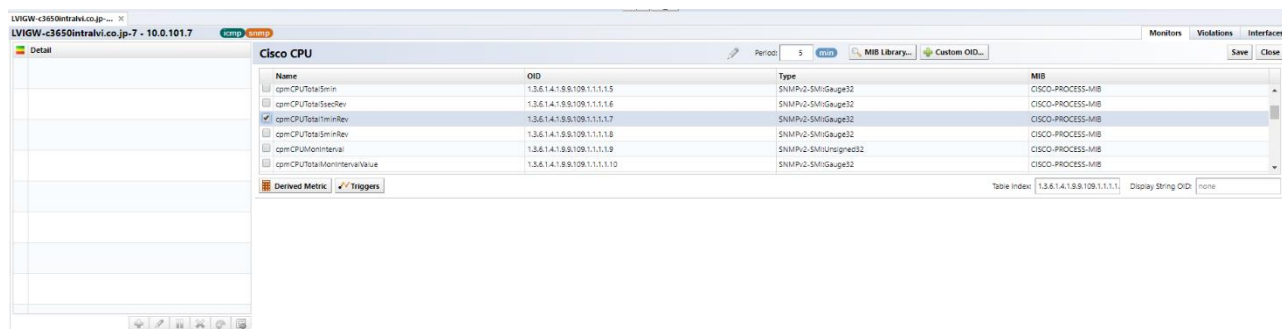 LVIGW-c3650intralvi.co.jp-... ×
LVIGW-c3650intralvi.co.jp-7 - 10.0.101.7 icmp snmp Monitors Violations Interfaces
Detail
Cisco CPU Period: 5 min MIB Library... Custom OID... Save Close
Name OID Type MIB
cpmCPUTotal5min 1.3.6.1.4.1.9.9.109.1.1.1.1.5 SNMPv2-SMI:Gauge32 CISCO-PROCESS-MIB
cpmCPUTotal5secRev 1.3.6.1.4.1.9.9.109.1.1.1.1.6 SNMPv2-SMI:Gauge32 CISCO-PROCESS-MIB
cpmCPUTotal1minRev 1.3.6.1.4.1.9.9.109.1.1.1.1.7 SNMPv2-SMI:Gauge32 CISCO-PROCESS-MIB
cpmCPUTotal5minRev 1.3.6.1.4.1.9.9.109.1.1.1.1.8 SNMPv2-SMI:Gauge32 CISCO-PROCESS-MIB
cpmCPUMonInterval 1.3.6.1.4.1.9.9.109.1.1.1.1.9 SNMPv2-SMI:Unsigned32 CISCO-PROCESS-MIB
cpmCPUTotalMonIntervalValue 1.3.6.1.4.1.9.9.109.1.1.1.1.10 SNMPv2-SMI:Gauge32 CISCO-PROCESS-MIB
Derived Metric Triggers Table Index: 1.3.6.1.4.1.9.9.109.1.1.1.1. Display String OID: none